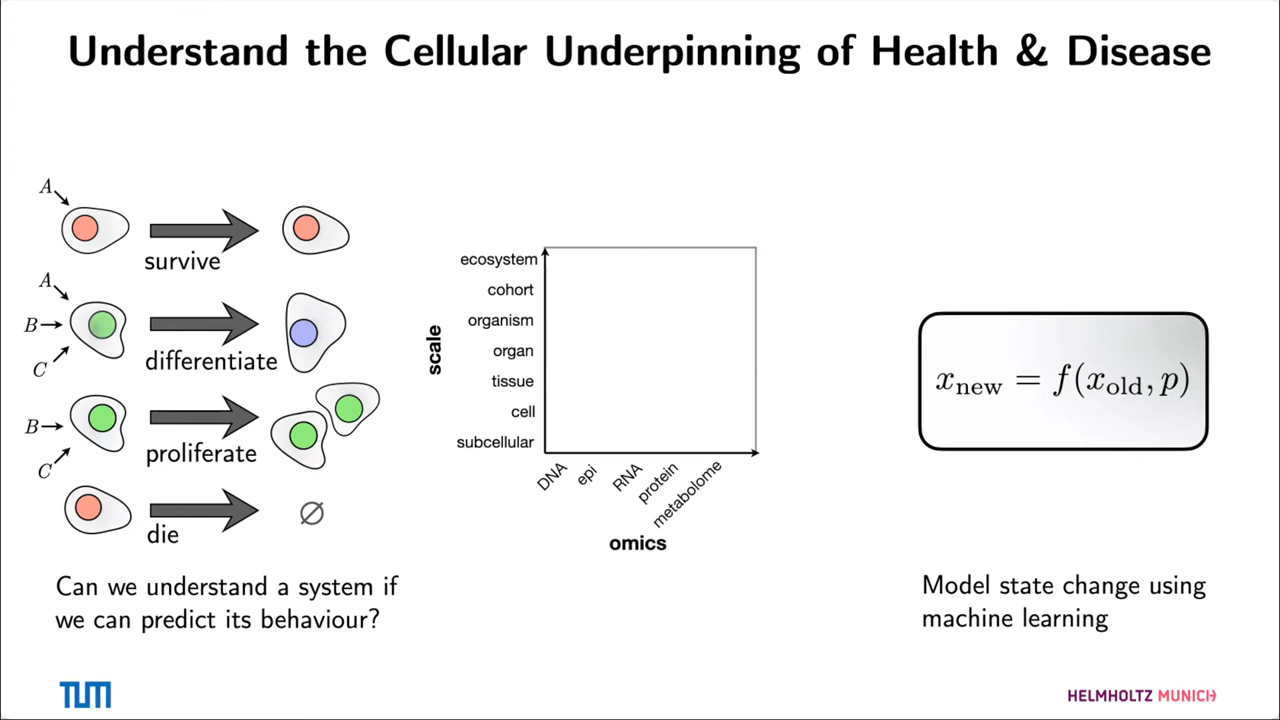 Understand the Cellular Underpinning of Health & Disease
A
survive
A
B
C
differentiate
B
C
proliferate
die
∅
Can we understand a system if
we can predict its behaviour?
scale
ecosystem
cohort
organism
organ
tissue
cell
subcellular
DNA
epi
RNA
protein
metabolome
omics
x_new = f(x_old, p)
Model state change using
machine learning
TUM
HELMHOLTZ MUNICH